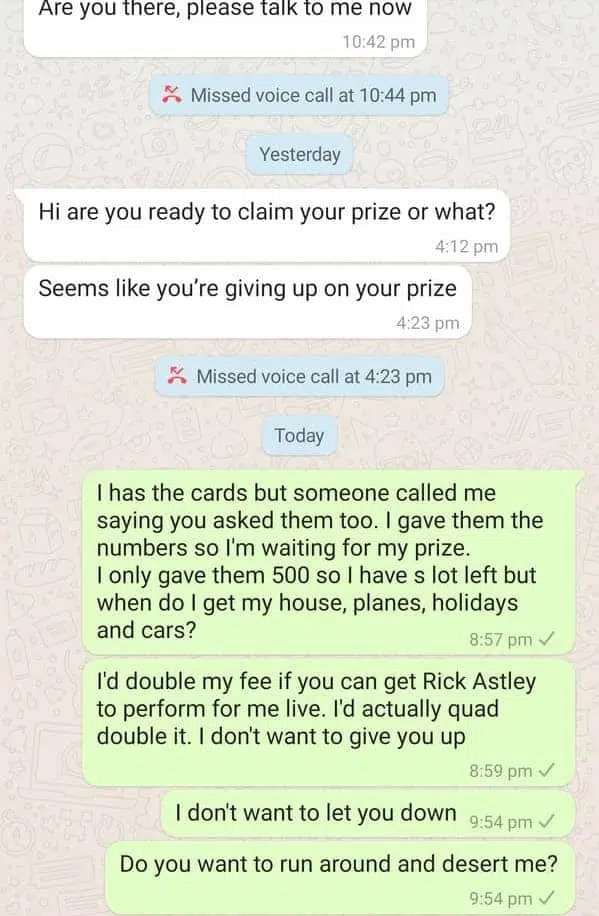 Are you there, please talk to me now
10:42 pm
Missed voice call at 10:44 pm
Yesterday
Hi are you ready to claim your prize or what?
4:12 pm
Seems like you’re giving up on your prize
4:23 pm
Missed voice call at 4:23 pm
Today
I has the cards but someone called me
saying you asked them too. I gave them the
numbers so I'm waiting for my prize.
I only gave them 500 so I have s lot left but
when do I get my house, planes, holidays
and cars?
8:57 pm
I'd double my fee if you can get Rick Astley
to perform for me live. I'd actually quad
double it. I don't want to give you up
8:59 pm
I don't want to let you down
9:54 pm
Do you want to run around and desert me?
9:54 pm